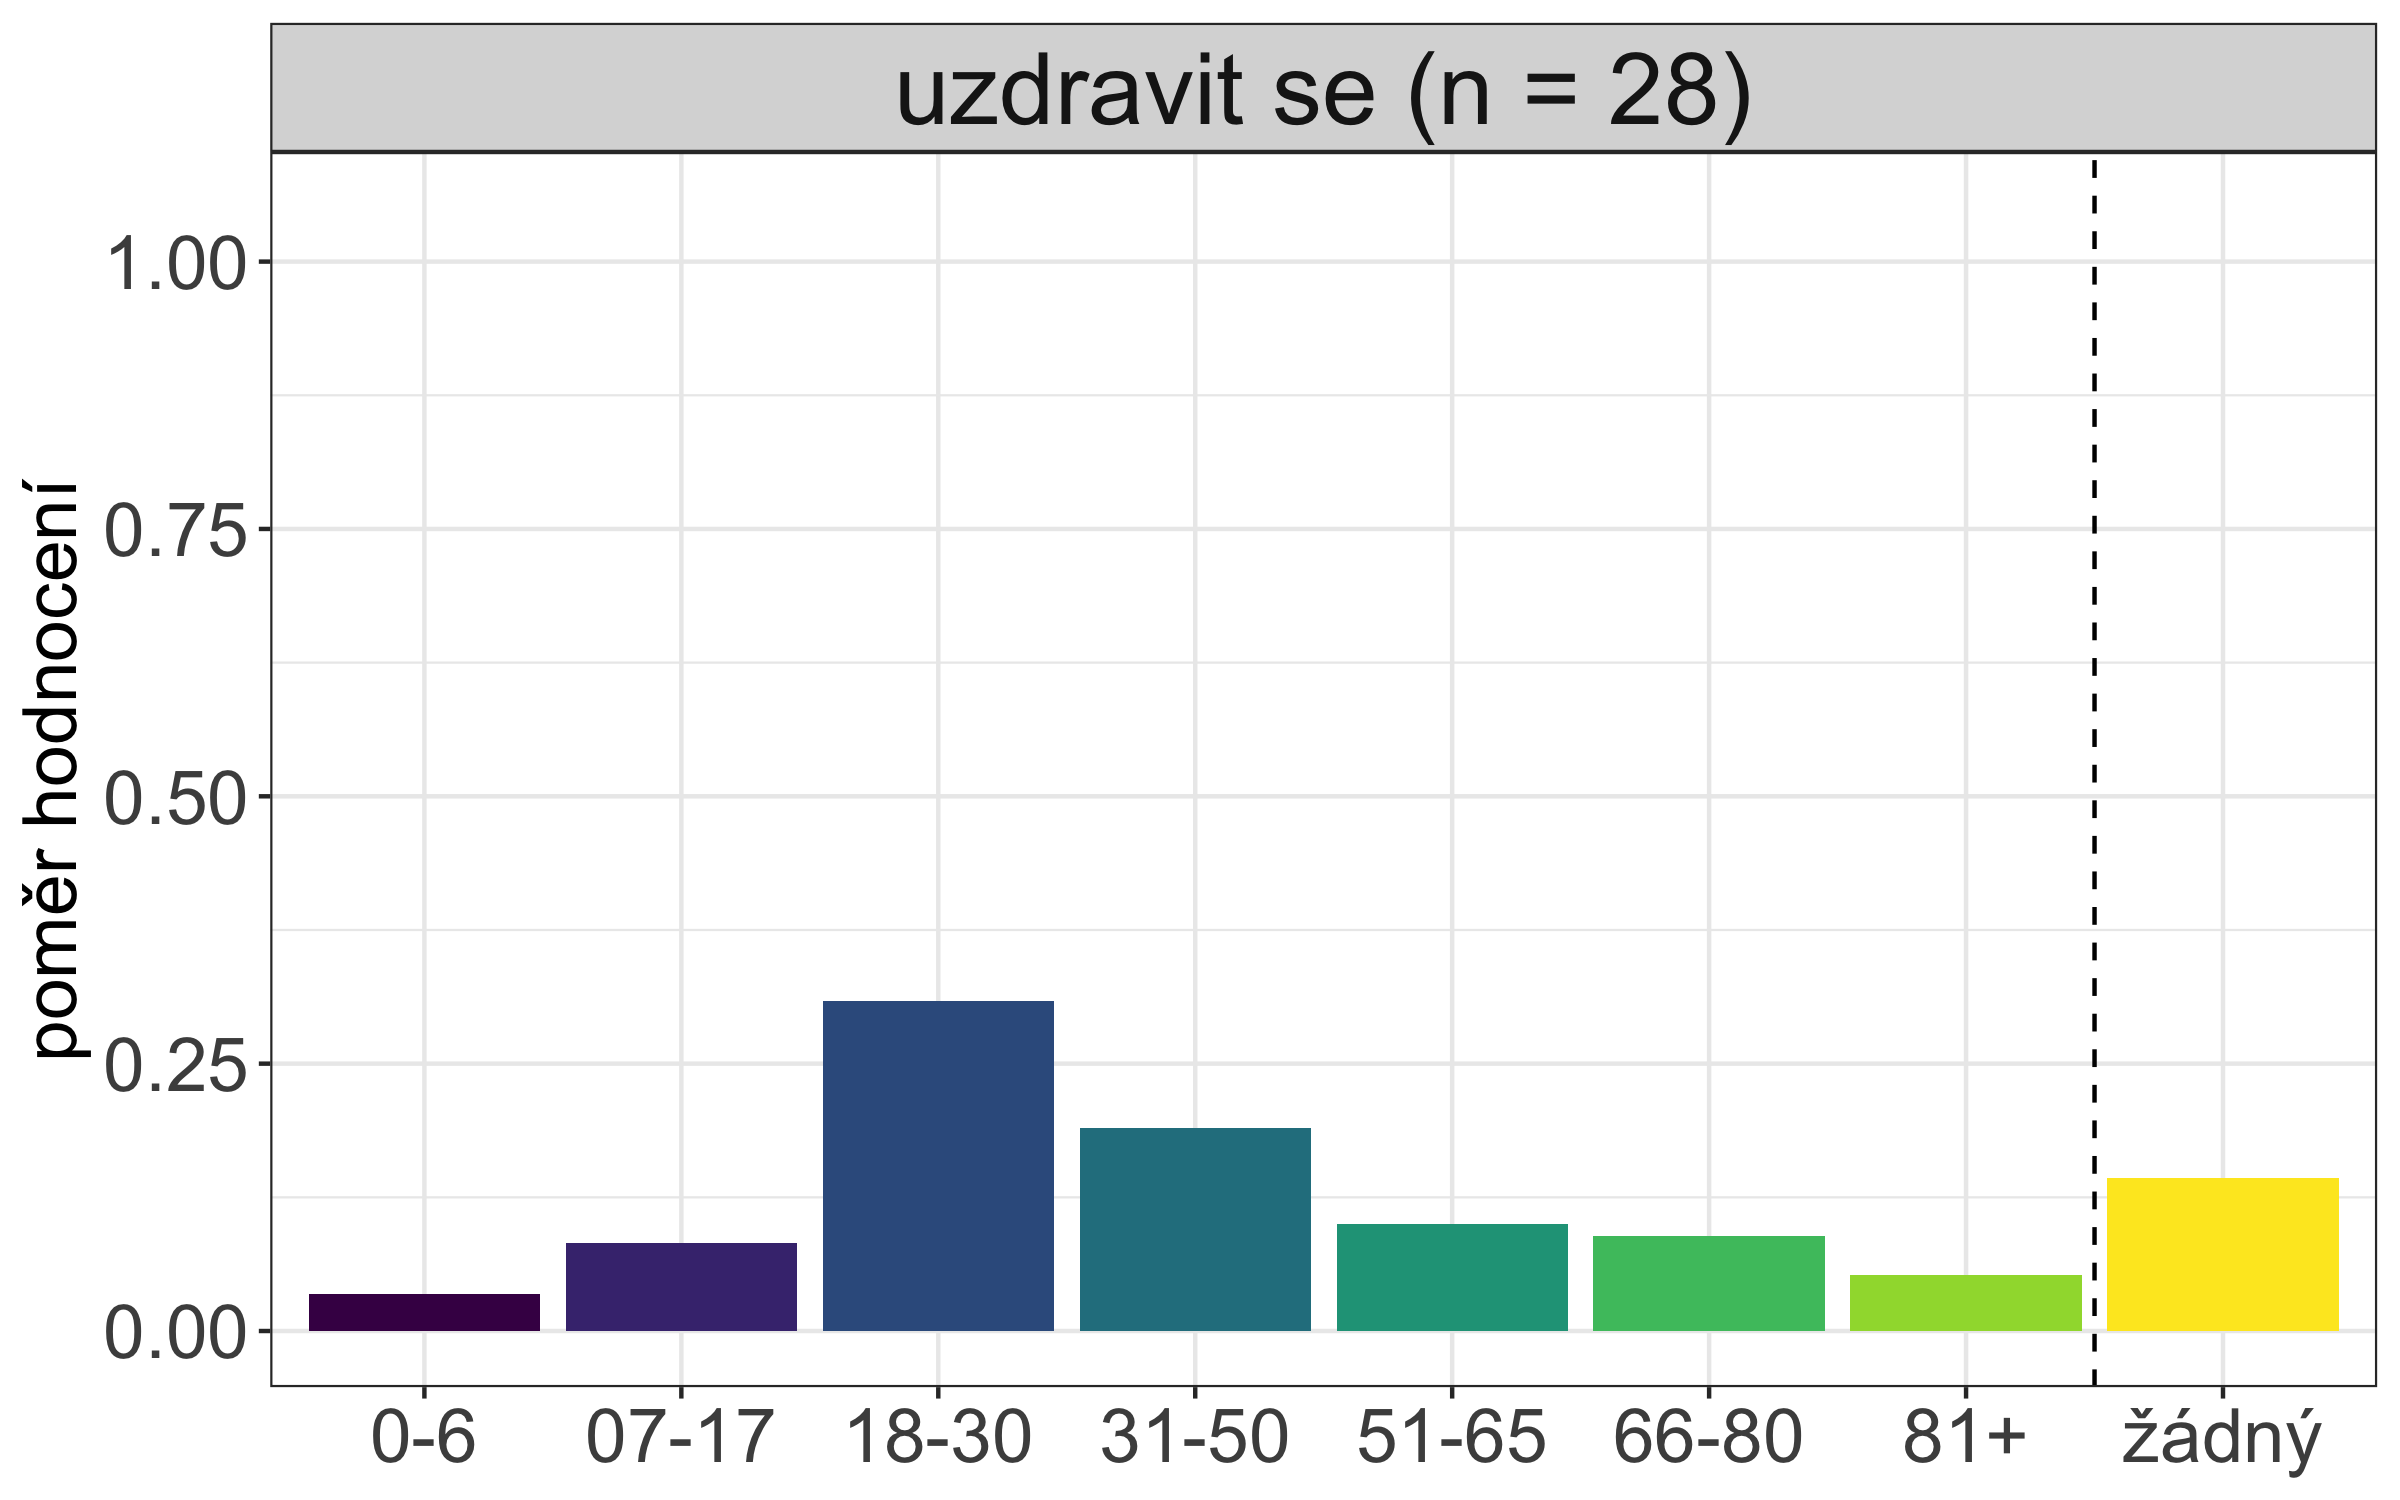 uzdravit se (n = 28)
poměr hodnocení
1.00
0.75
0.50
0.25
0.00
0-6 07-17 18-30 31-50 51-65 66-80 81+ žádný